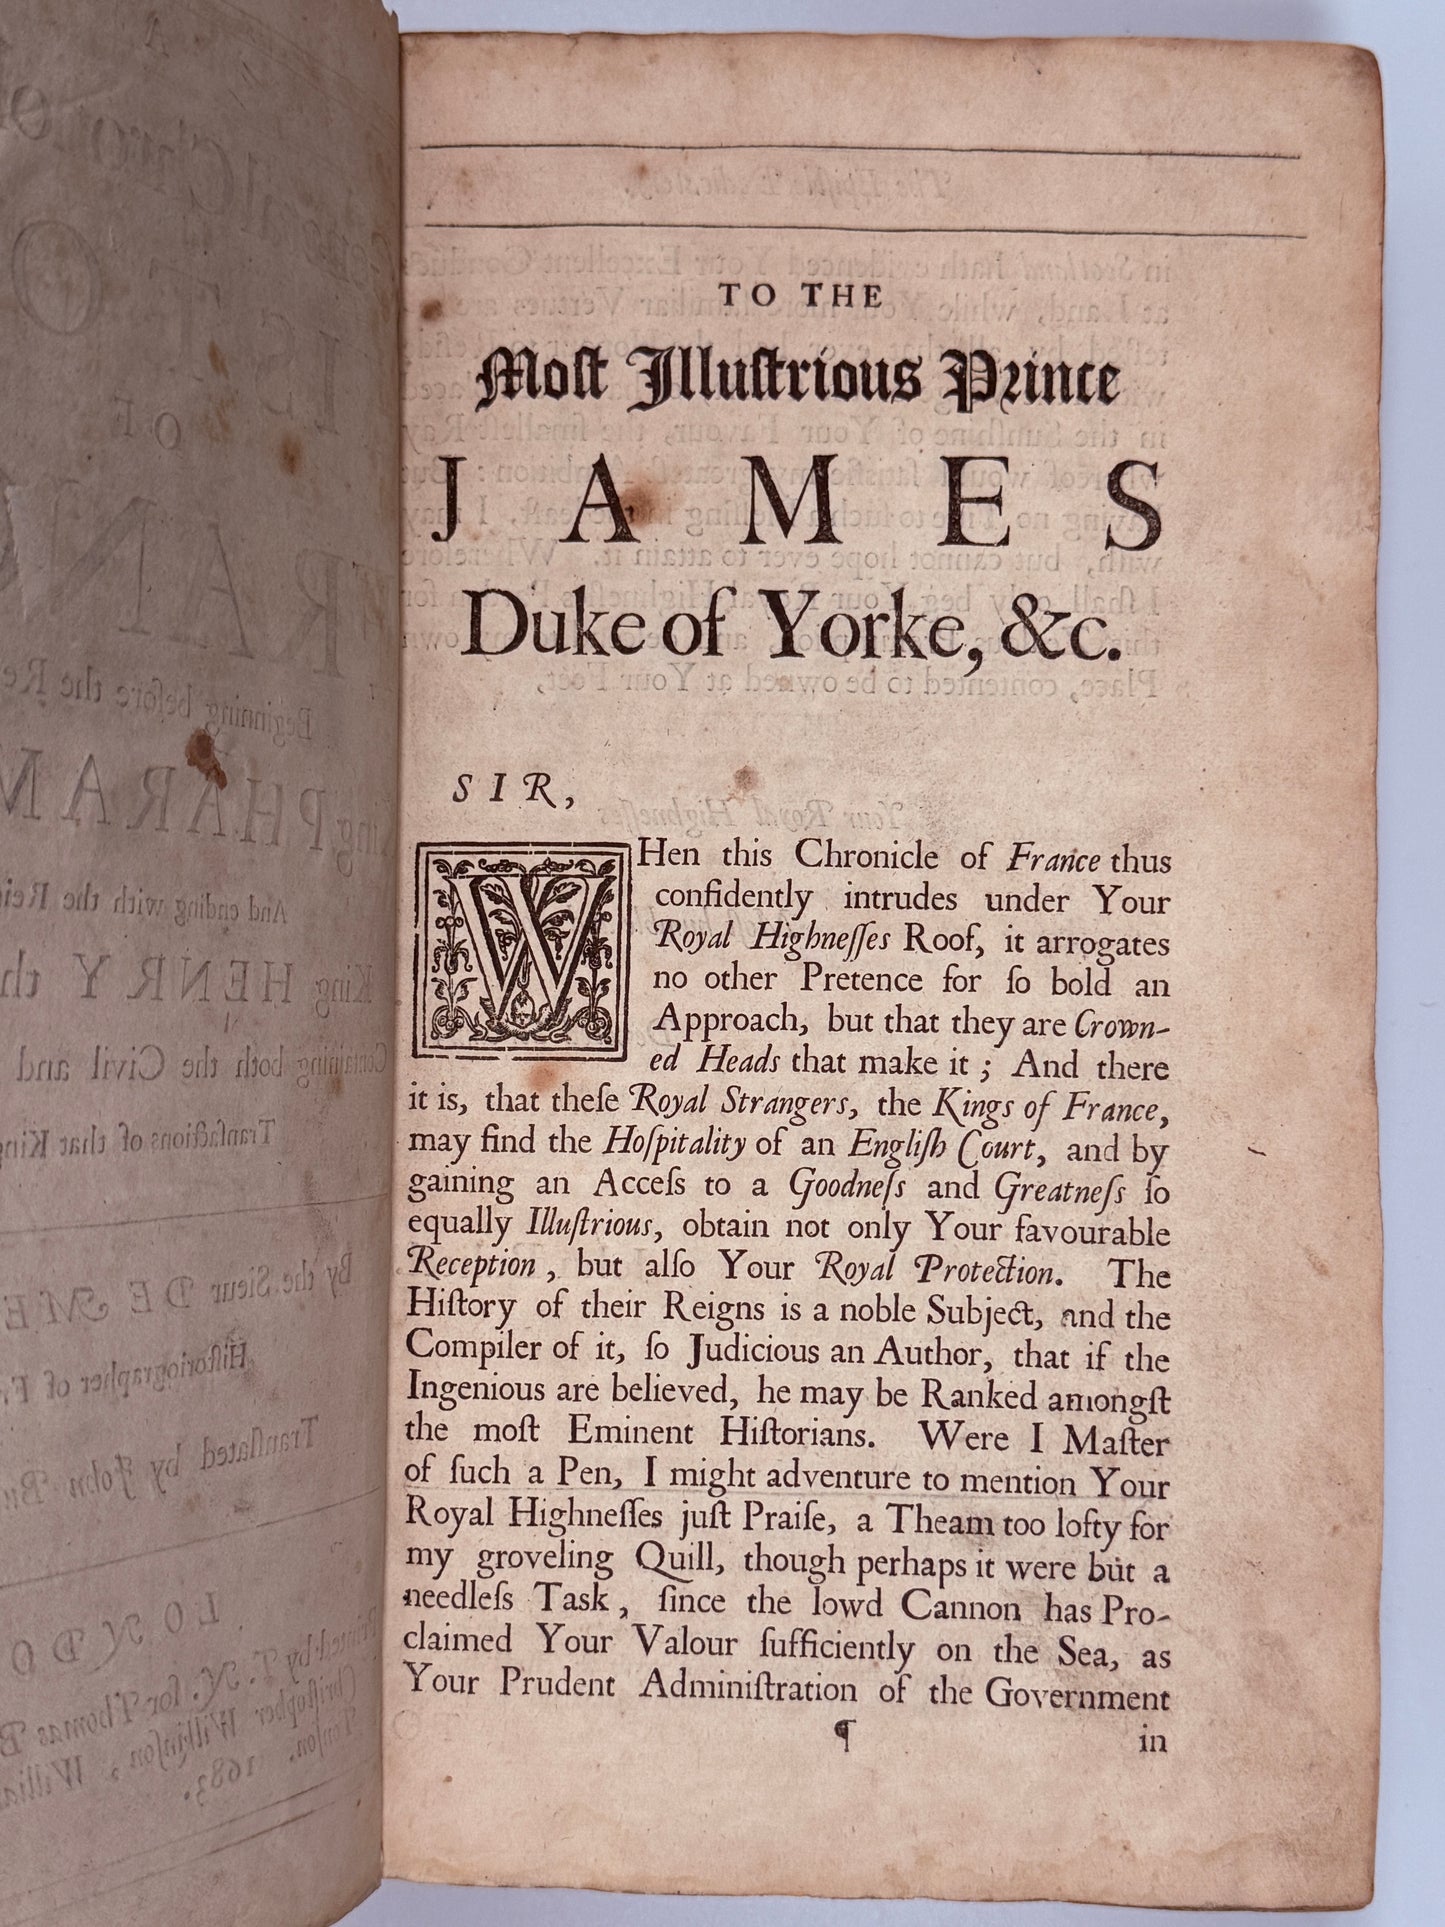 TO THE
Moſt Illuſtrious Prince
JAMES
Duke of Yorke, &c.
SIR,
WHen this Chronicle of France thus
confidently intrudes under Your
Royal Highneſſes Roof, it arrogates
no other Pretence for ſo bold an
Approach, but that they are Crown-
ed Heads that make it ; And there
it is, that theſe Royal Strangers, the Kings of France,
may find the Hoſpitality of an Engliſh Court, and by
gaining an Acceſs to a Goodneſs and Greatneſs ſo
equally Illuſtrious, obtain not only Your favourable
Reception, but alſo Your Royal Protection. The
Hiſtory of their Reigns is a noble Subject, and the
Compiler of it, ſo Judicious an Author, that if the
Ingenious are believed, he may be Ranked amongſt
the moſt Eminent Hiſtorians. Were I Maſter
of ſuch a Pen, I might adventure to mention Your
Royal Highneſſes juſt Praiſe, a Theam too lofty for
my groveling Quill, though perhaps it were but a
needleſs Task, ſince the lowd Cannon has Pro-
claimed Your Valour ſufficiently on the Sea, as
Your Prudent Adminiſtration of the Government
¶ in